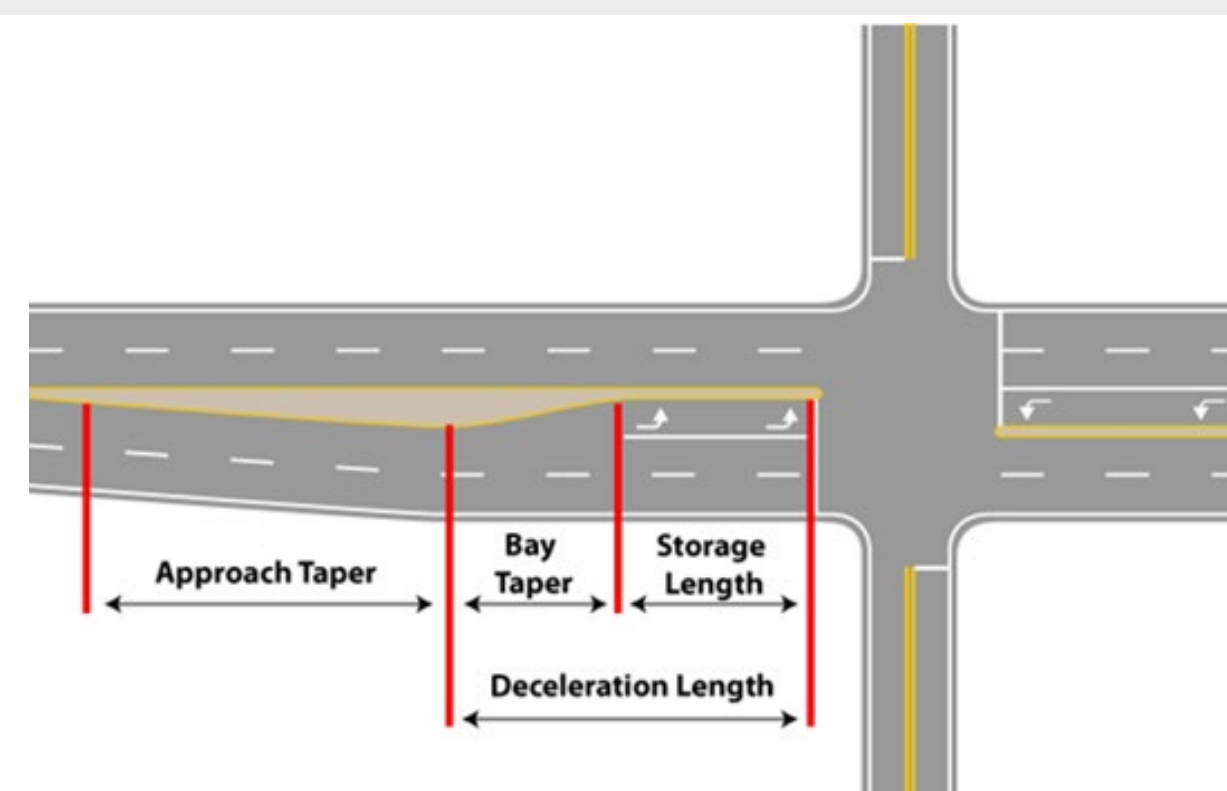 Approach Taper
Bay
Taper
Storage
Length
Deceleration Length